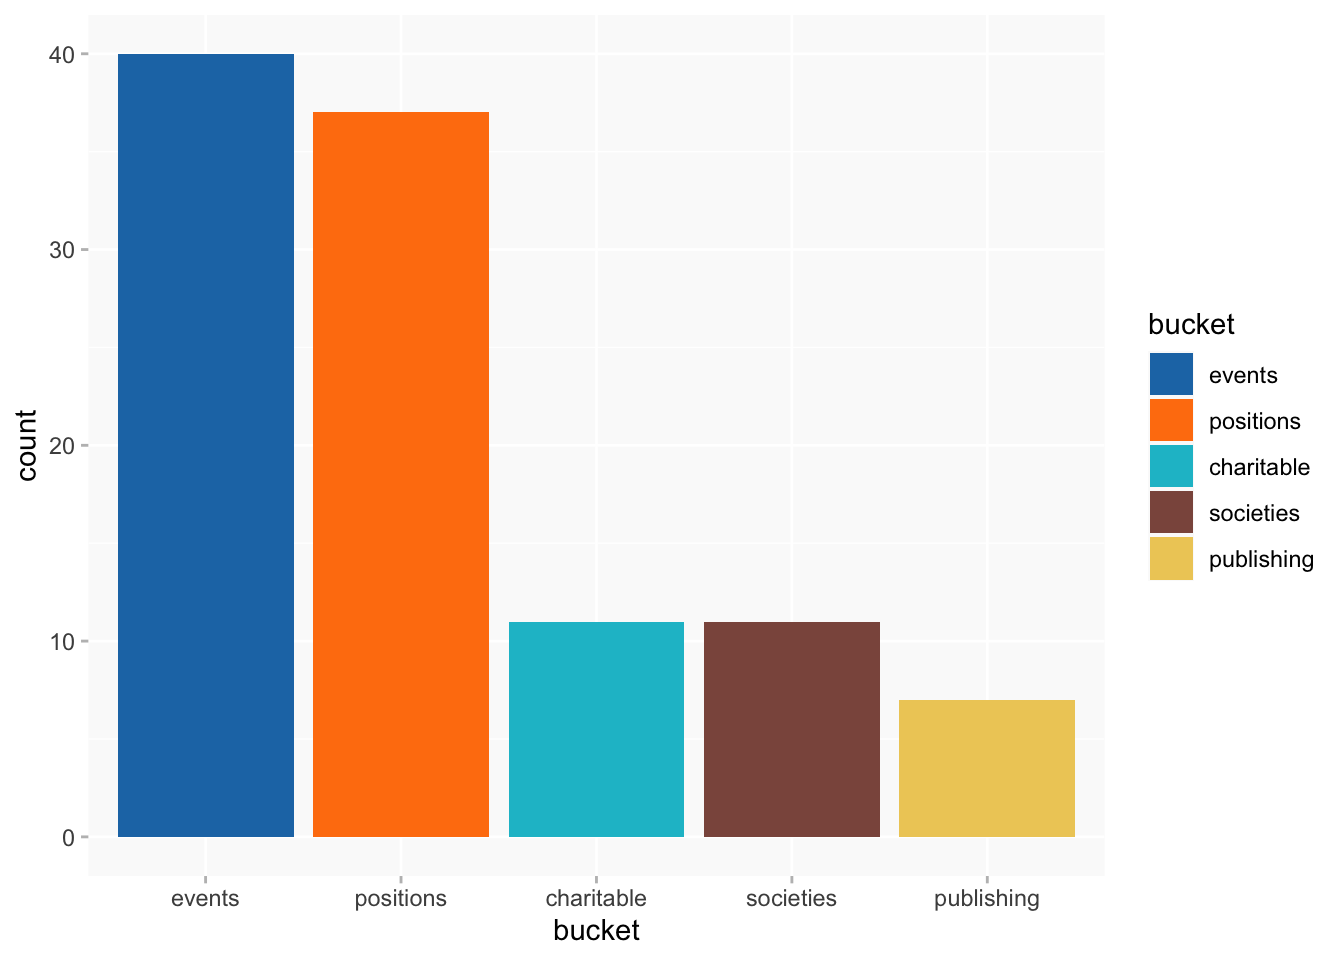 40
30
20
10
0
count
events positions charitable societies publishing
bucket
bucket
events
positions
charitable
societies
publishing